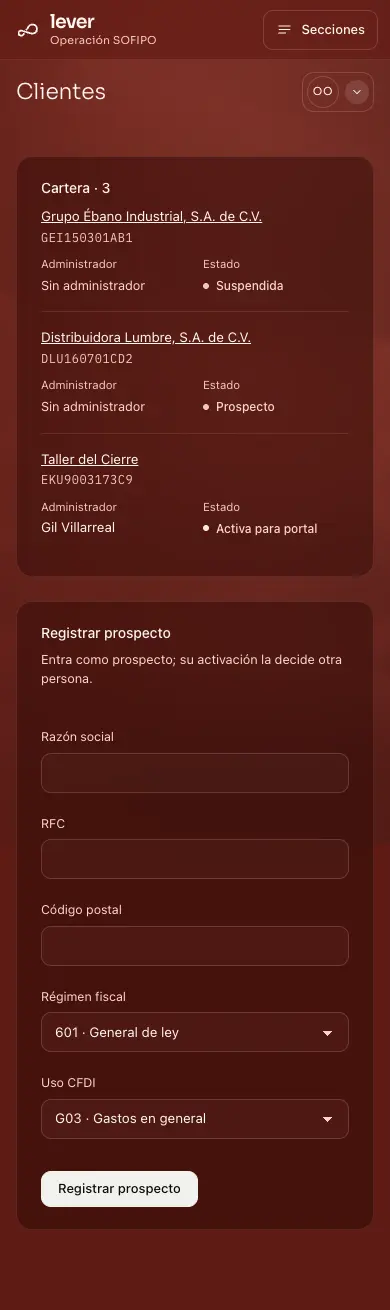 lever
Operación SOFIPO
Secciones
Clientes
OO
Cartera · 3
Grupo Ébano Industrial, S.A. de C.V.
GEI150301AB1
Administrador
Estado
Sin administrador
Suspendida
Distribuidora Lumbre, S.A. de C.V.
DLU160701CD2
Administrador
Estado
Sin administrador
Prospecto
Taller del Cierre
EKU9003173C9
Administrador
Estado
Gil Villarreal
Activa para portal
Registrar prospecto
Entra como prospecto; su activación la decide otra
persona.
Razón social
RFC
Código postal
Régimen fiscal
601 · General de ley
Uso CFDI
G03 · Gastos en general
Registrar prospecto